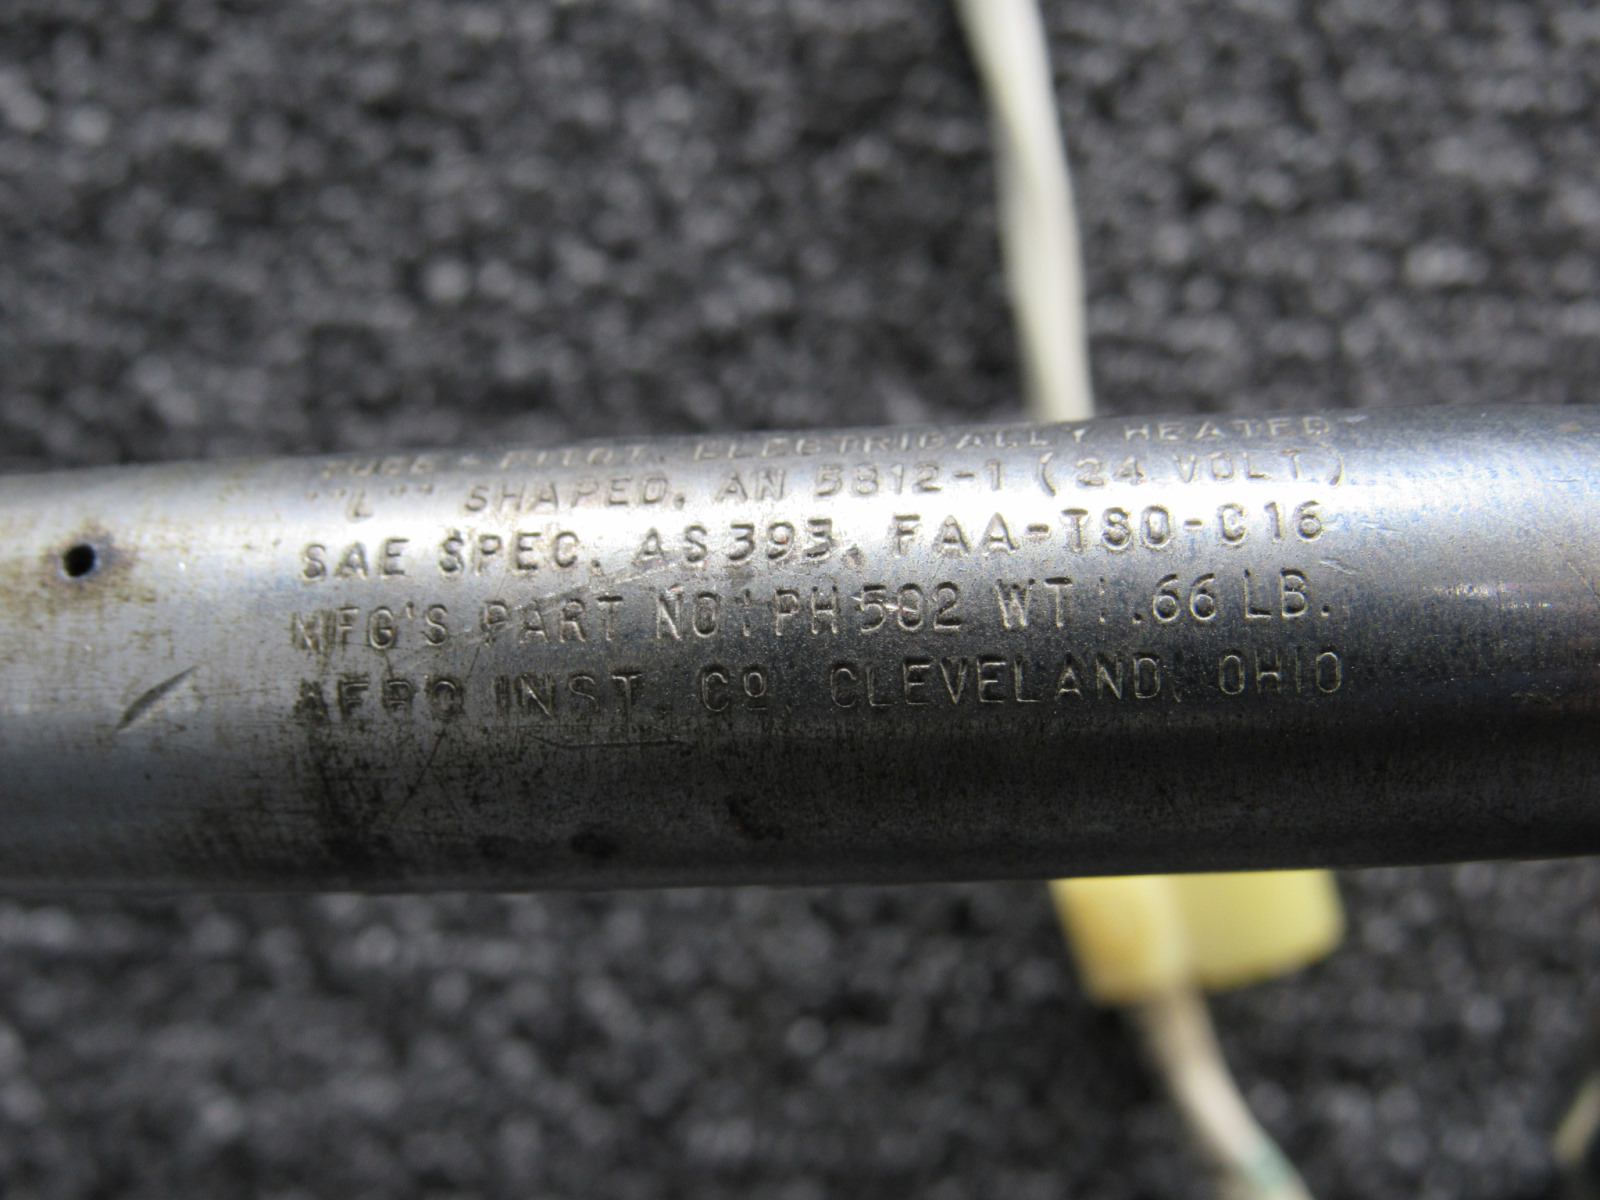 TUBE - PITOT, ELECTRICALLY HEATED
"L" SHAPED, AN 5812-1 (24 VOLT)
SAE SPEC. AS393, FAA-TSO-C16
MFG'S PART NO: PH502 WT: .66 LB.
AERO INST. Co. CLEVELAND, OHIO